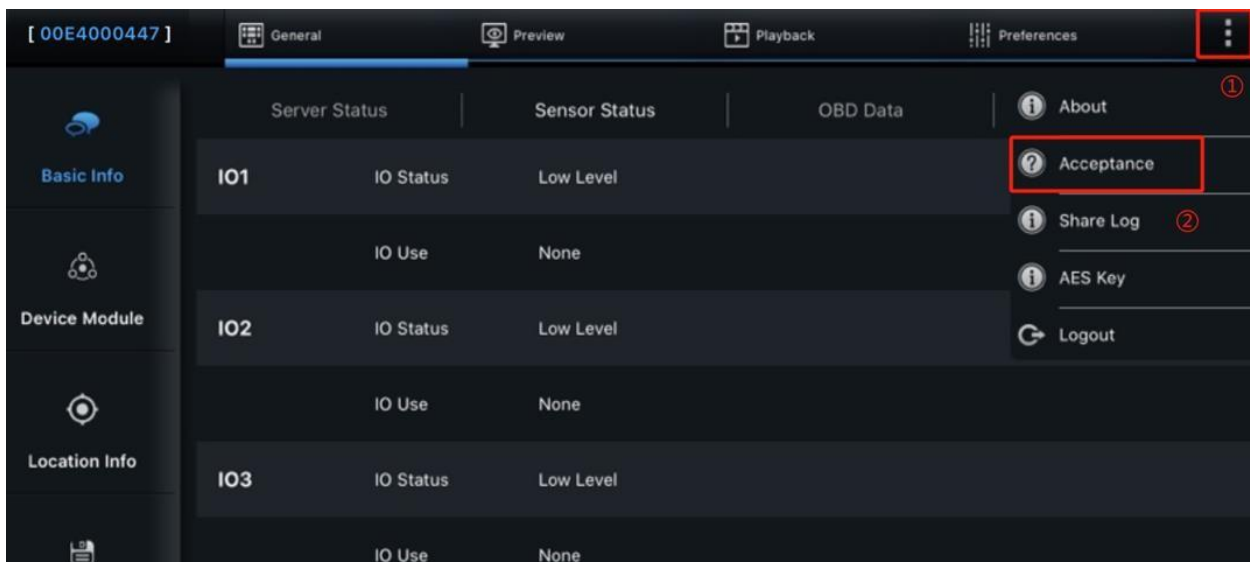 [ 00E4000447 ]
General
Preview
Playback
Preferences
①
Server Status
Sensor Status
OBD Data
About
Basic Info
IO1
IO Status
Low Level
Acceptance
Share Log
②
IO Use
None
AES Key
Device Module
IO2
IO Status
Low Level
Logout
IO Use
None
Location Info
IO3
IO Status
Low Level
IO Use
None